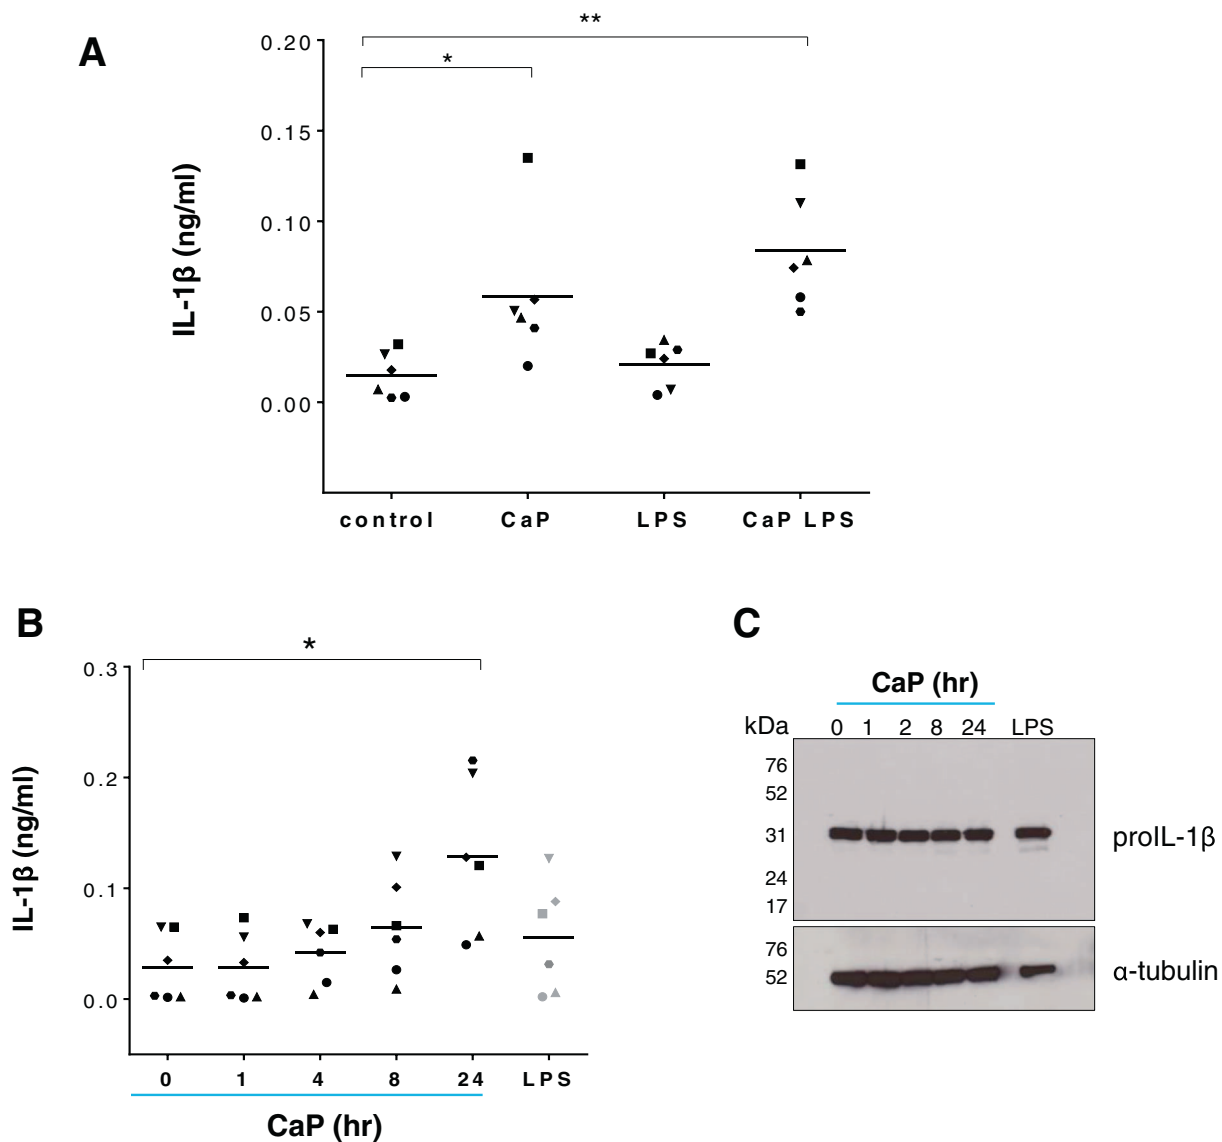 A
**
*
0.20
0.15
0.10
0.05
0.00
IL-1β (ng/ml)
control CaP LPS CaP LPS
B
*
0.3
0.2
0.1
0.0
IL-1β (ng/ml)
0 1 4 8 24 LPS
CaP (hr)
C
CaP (hr)
kDa 0 1 2 8 24 LPS
76
52
31
24
17
proIL-1β
76
52
α-tubulin